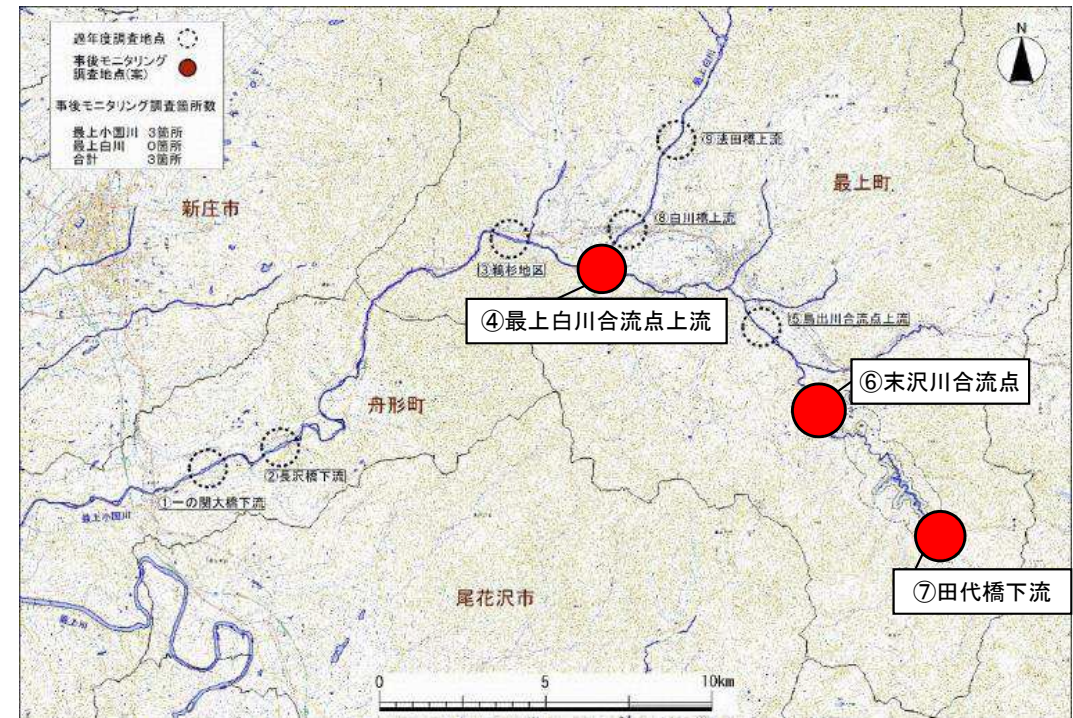 過年度調査地点
事後モニタリング
調査地点(案)
事後モニタリング調査箇所数
最上小国川 3箇所
最上白川 0箇所
合計 3箇所
N
最上白川
⑨法田橋上流
最上町
新庄市
⑧白川橋上流
③鵜杉地区
④最上白川合流点上流
⑤鳥出川合流点上流
⑥末沢川合流点
舟形町
②長沢橋下流
①一の関大橋下流
最上小国川
⑦田代橋下流
尾花沢市
最上川
0 5 10km